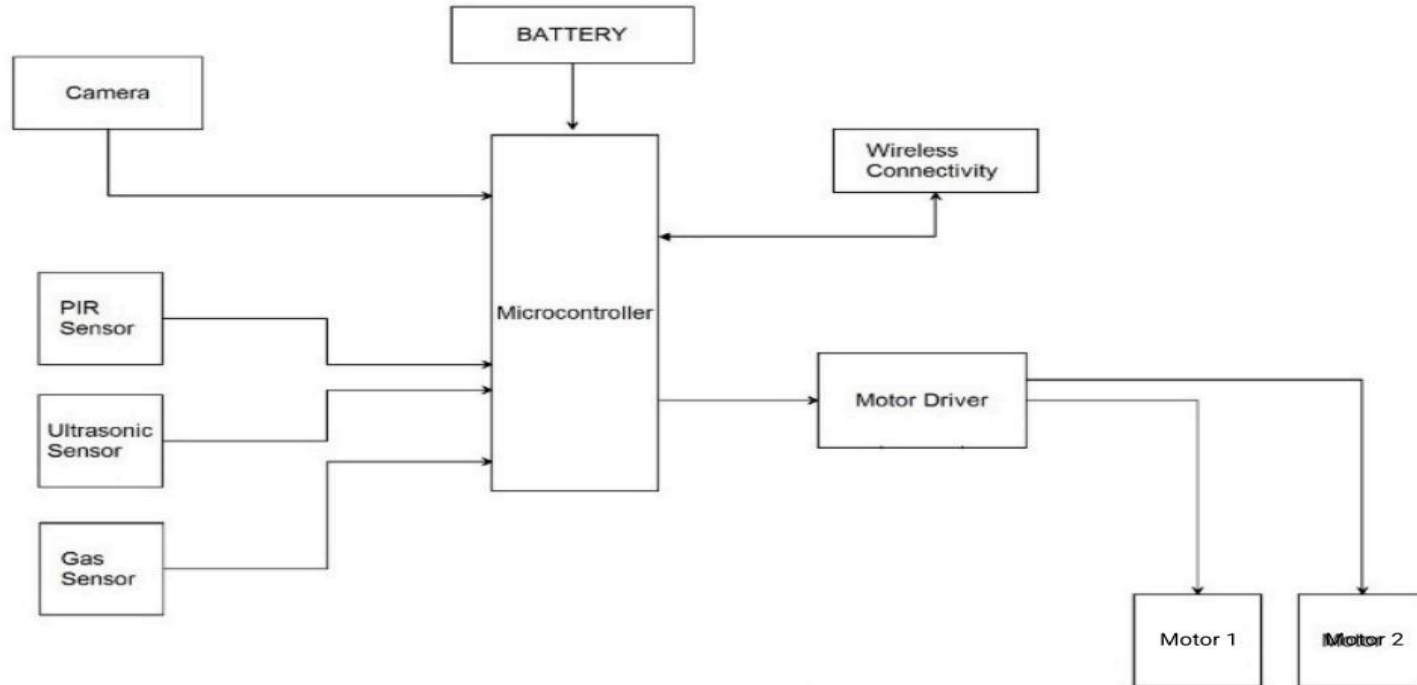 BATTERY
Camera
Wireless
Connectivity
PIR
Sensor
Microcontroller
Ultrasonic
Sensor
Motor Driver
Gas
Sensor
Motor 1
Motor 2